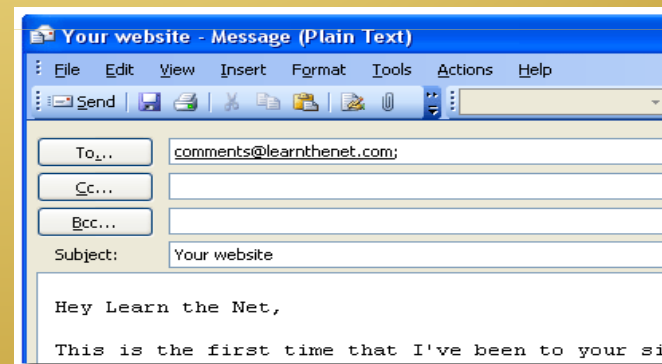 Your website - Message (Plain Text)
File Edit View Insert Format Tools Actions Help
Send
To... comments@learnthenet.com;
Cc...
Bcc...
Subject: Your website
Hey Learn the Net,
This is the first time that I've been to your